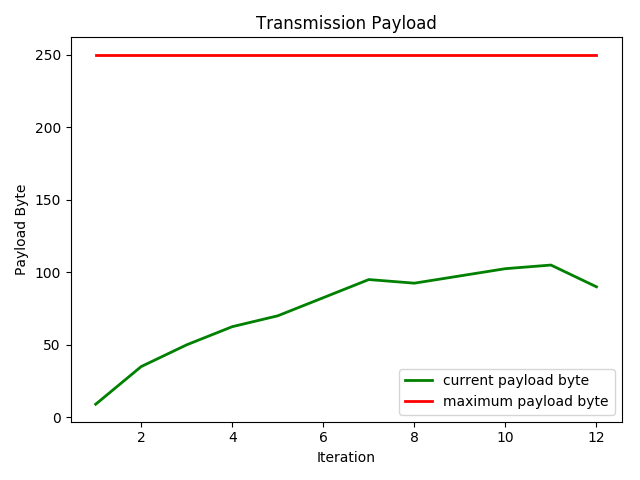 Transmission Payload
250
200
150
100
50
0
Payload Byte
current payload byte
maximum payload byte
2 4 6 8 10 12
Iteration